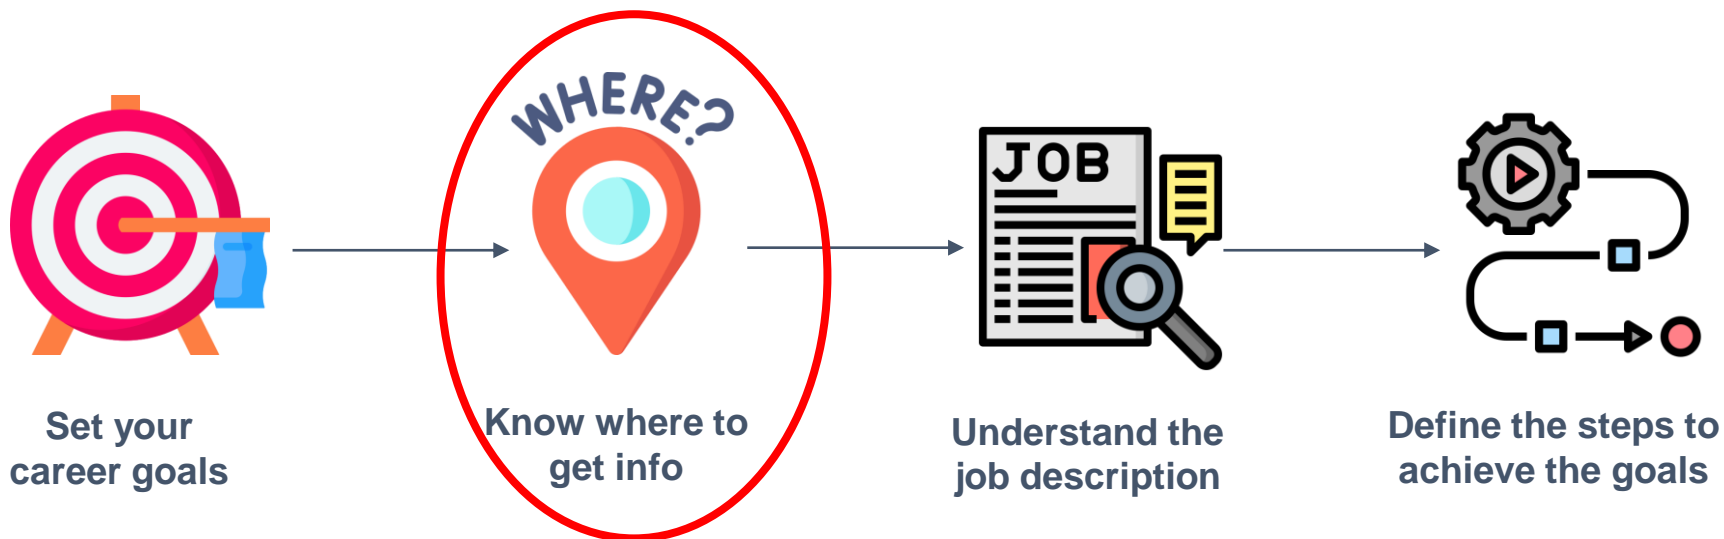 WHERE?
JOB
Set your
career goals
Know where to
get info
Understand the
job description
Define the steps to
achieve the goals